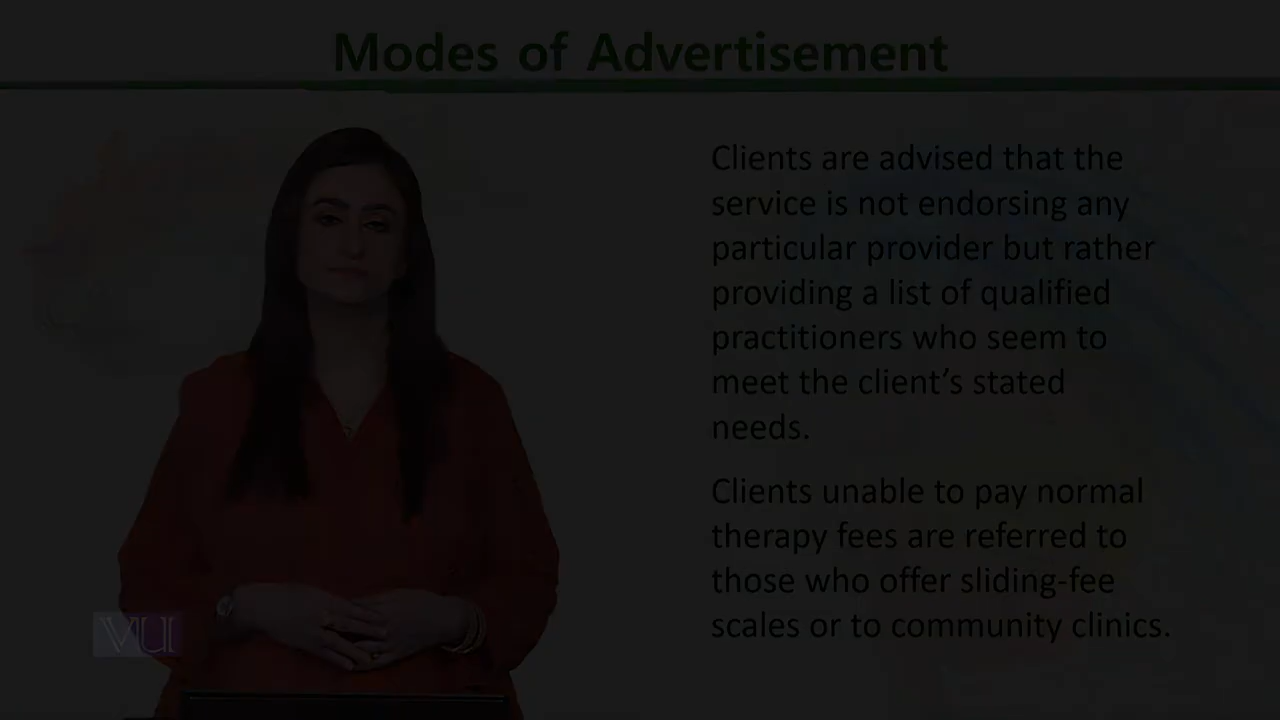 Modes of Advertisement
Clients are advised that the
service is not endorsing any
particular provider but rather
providing a list of qualified
practitioners who seem to
meet the client’s stated
needs.
Clients unable to pay normal
therapy fees are referred to
those who offer sliding-fee
scales or to community clinics.
VU